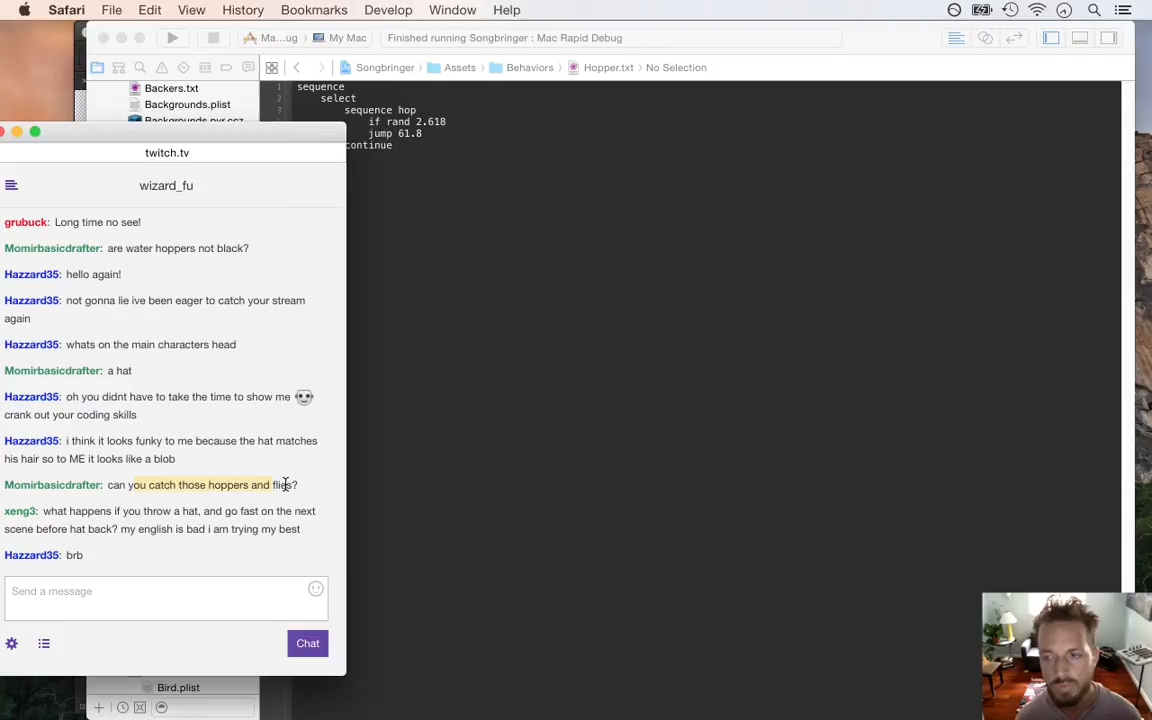 Safari File Edit View History Bookmarks Develop Window Help
Ma...ug My Mac Finished running Songbringer : Mac Rapid Debug
Songbringer Assets Behaviors Hopper.txt No Selection
Backers.txt
Backgrounds.plist
Backgrounds.pvr.ccz
1 sequence
2 select
3 sequence hop
if rand 2.618
jump 61.8
continue
twitch.tv
wizard_fu
grubuck: Long time no see!
Momirbasicdrafter: are water hoppers not black?
Hazzard35: hello again!
Hazzard35: not gonna lie ive been eager to catch your stream
again
Hazzard35: whats on the main characters head
Momirbasicdrafter: a hat
Hazzard35: oh you didnt have to take the time to show me
crank out your coding skills
Hazzard35: i think it looks funky to me because the hat matches
his hair so to ME it looks like a blob
Momirbasicdrafter: can you catch those hoppers and flies?
xeng3: what happens if you throw a hat, and go fast on the next
scene before hat back? my english is bad i am trying my best
Hazzard35: brb
Send a message
Chat
Bird.plist